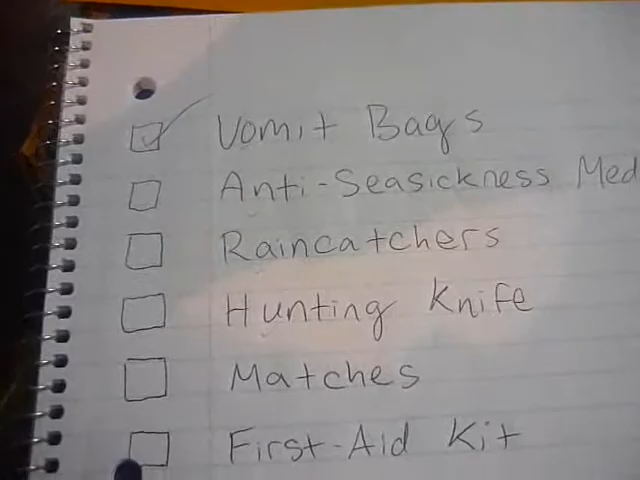 Vomit Bags
Anti-Seasickness Med
Raincatchers
Hunting Knife
Matches
First-Aid Kit